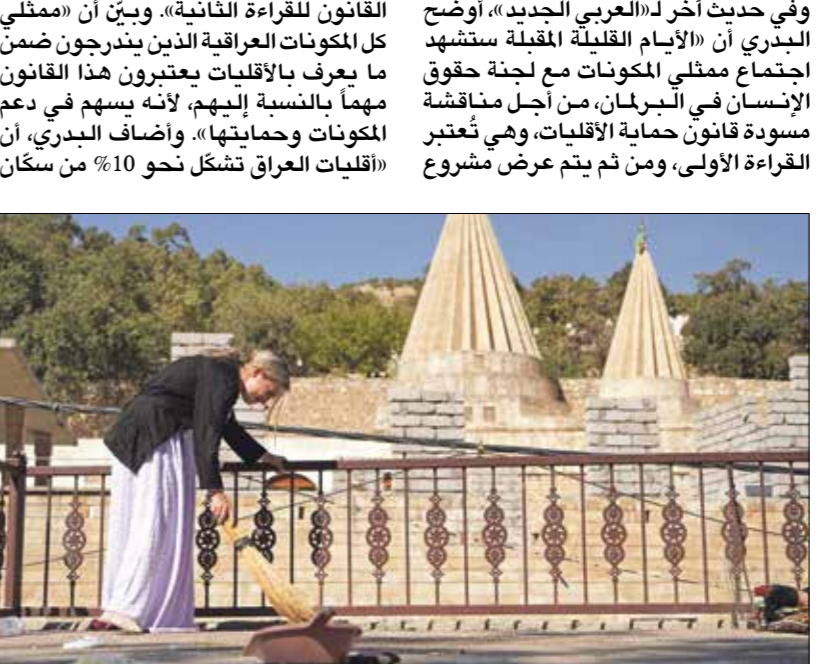 وفي حديث آخر لـ«العربي الجديد»، أوضح
البدري أن «الأيام القليلة المقبلة ستشهد
اجتماع ممثلي المكونات مع لجنة حقوق
الإنسان في البرلمان، من أجل مناقشة
مسودة قانون حماية الأقليات، وهي تُعتبر
القراءة الأولى، ومن ثم يتم عرض مشروع
القانون للقراءة الثانية». وبيّن أن «ممثلي
كل المكونات العراقية الذين يندرجون ضمن
ما يعرف بالأقليات يعتبرون هذا القانون
مهماً بالنسبة إليهم، لأنه يسهم في دعم
المكونات وحمايتها». وأضاف البدري، أن
«أقليات العراق تشكّل نحو 10% من سكّان